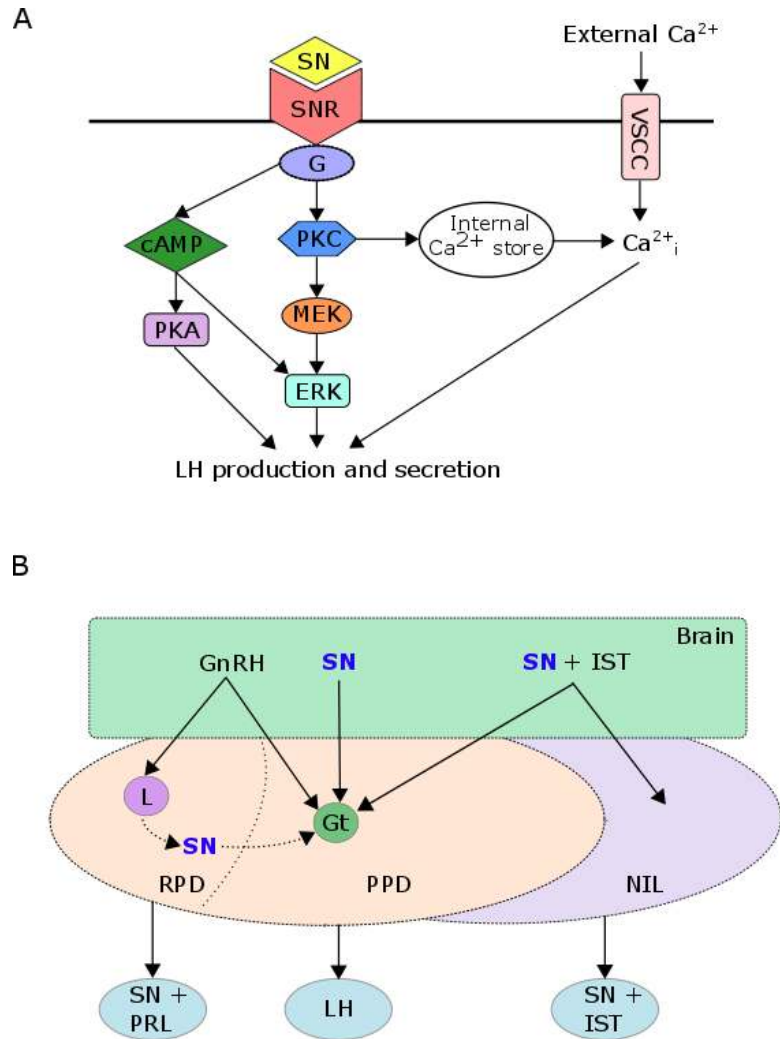 A
SN
External Ca²⁺
SNR
VSCC
G
cAMP
PKC
Internal
Ca²⁺ store
Ca²⁺ᵢ
MEK
PKA
ERK
LH production and secretion
B
Brain
GnRH
SN
SN + IST
L
Gt
SN
RPD
PPD
NIL
SN +
PRL
LH
SN +
IST